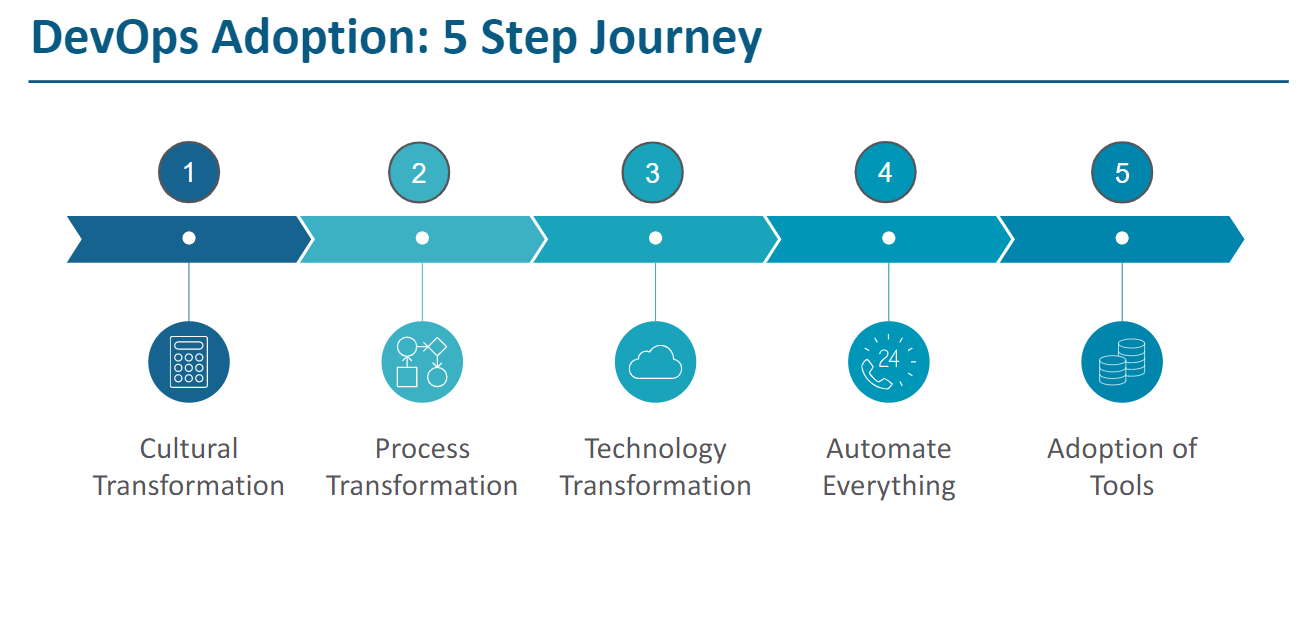 DevOps Adoption: 5 Step Journey
1
2
3
4
5
24
Cultural
Transformation
Process
Transformation
Technology
Transformation
Automate
Everything
Adoption of
Tools